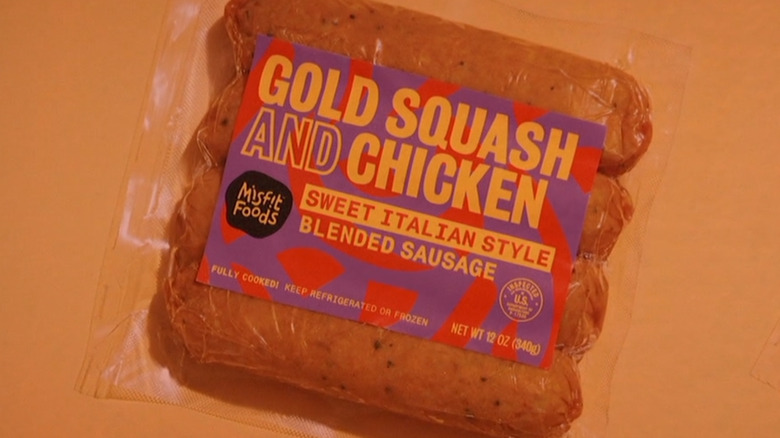 GOLD SQUASH
AND CHICKEN
Misfit
Foods
SWEET ITALIAN STYLE
BLENDED SAUSAGE
FULLY COOKED! KEEP REFRIGERATED OR FROZEN
INSPECTED
U.S.
NET WT 12 OZ (340g)